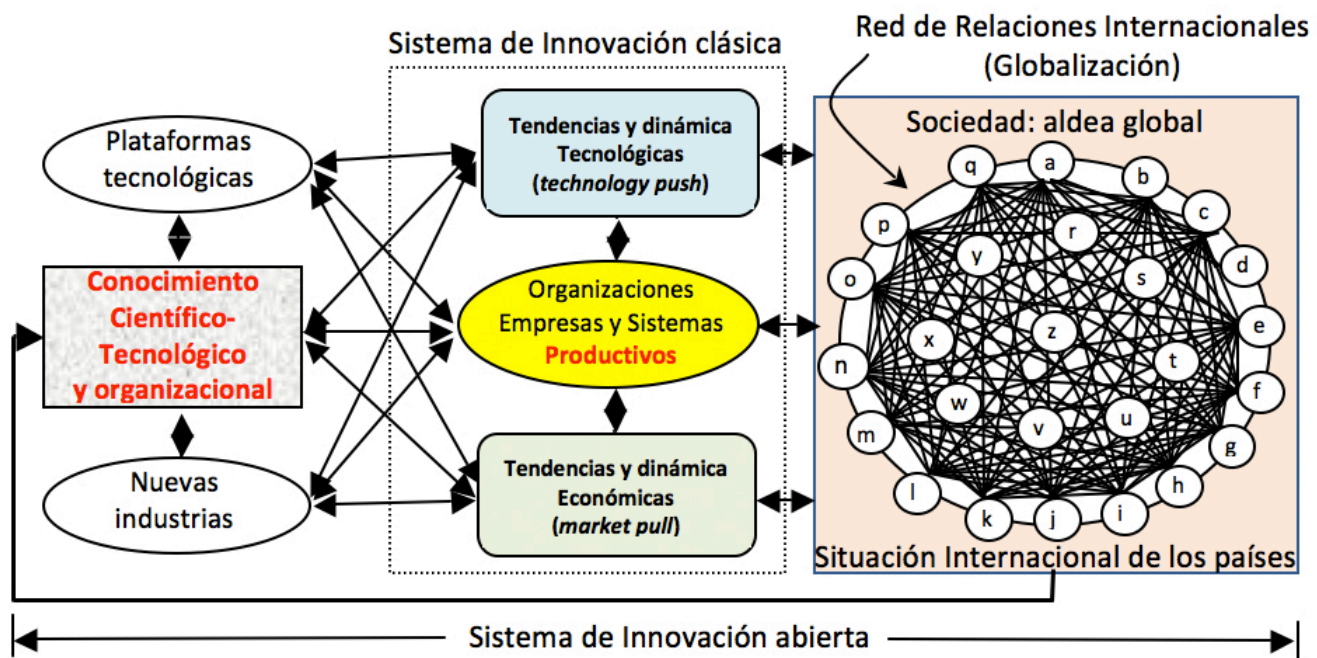 Sistema de Innovación clásica
Red de Relaciones Internacionales
(Globalización)
Plataformas
tecnológicas
Conocimiento
Científico-
Tecnológico
y organizacional
Nuevas
industrias
Tendencias y dinámica
Tecnológicas
(technology push)
Organizaciones
Empresas y Sistemas
Productivos
Tendencias y dinámica
Económicas
(market pull)
Sociedad: aldea global
a
b
c
d
e
f
g
h
i
j
k
l
m
n
o
p
q
r
s
t
u
v
w
x
y
z
Situación Internacional de los países
Sistema de Innovación abierta